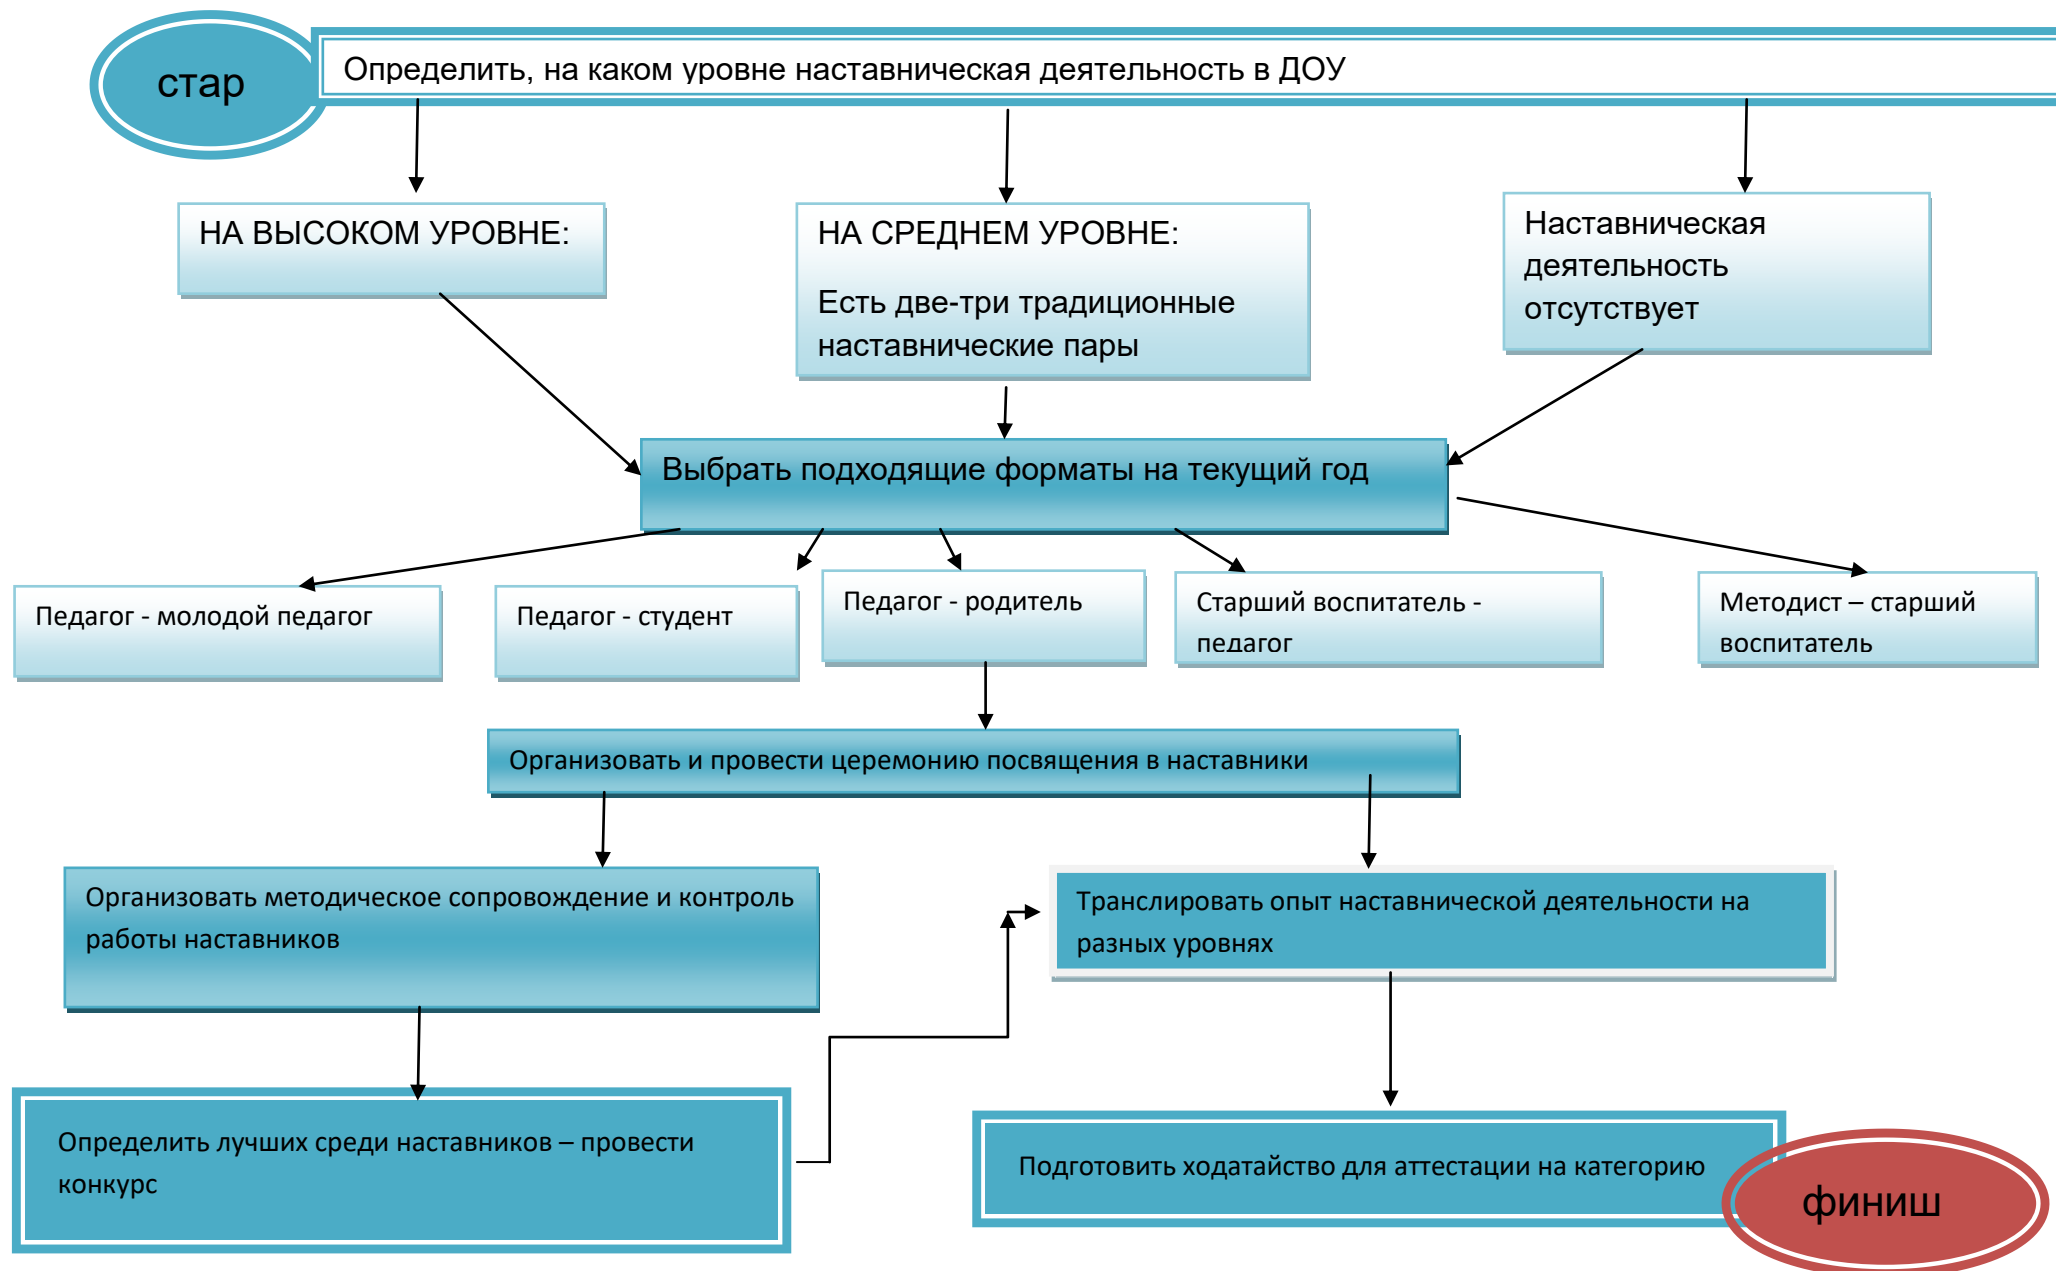 стар
Определить, на каком уровне наставническая деятельность в ДОУ
НА ВЫСОКОМ УРОВНЕ:
НА СРЕДНЕМ УРОВНЕ:
Есть две-три традиционные
наставнические пары
Наставническая
деятельность
отсутствует
Выбрать подходящие форматы на текущий год
Педагог - молодой педагог
Педагог - студент
Педагог - родитель
Старший воспитатель -
педагог
Методист – старший
воспитатель
Организовать и провести церемонию посвящения в наставники
Организовать методическое сопровождение и контроль
работы наставников
Транслировать опыт наставнической деятельности на
разных уровнях
Определить лучших среди наставников – провести
конкурс
Подготовить ходатайство для аттестации на категорию
финиш